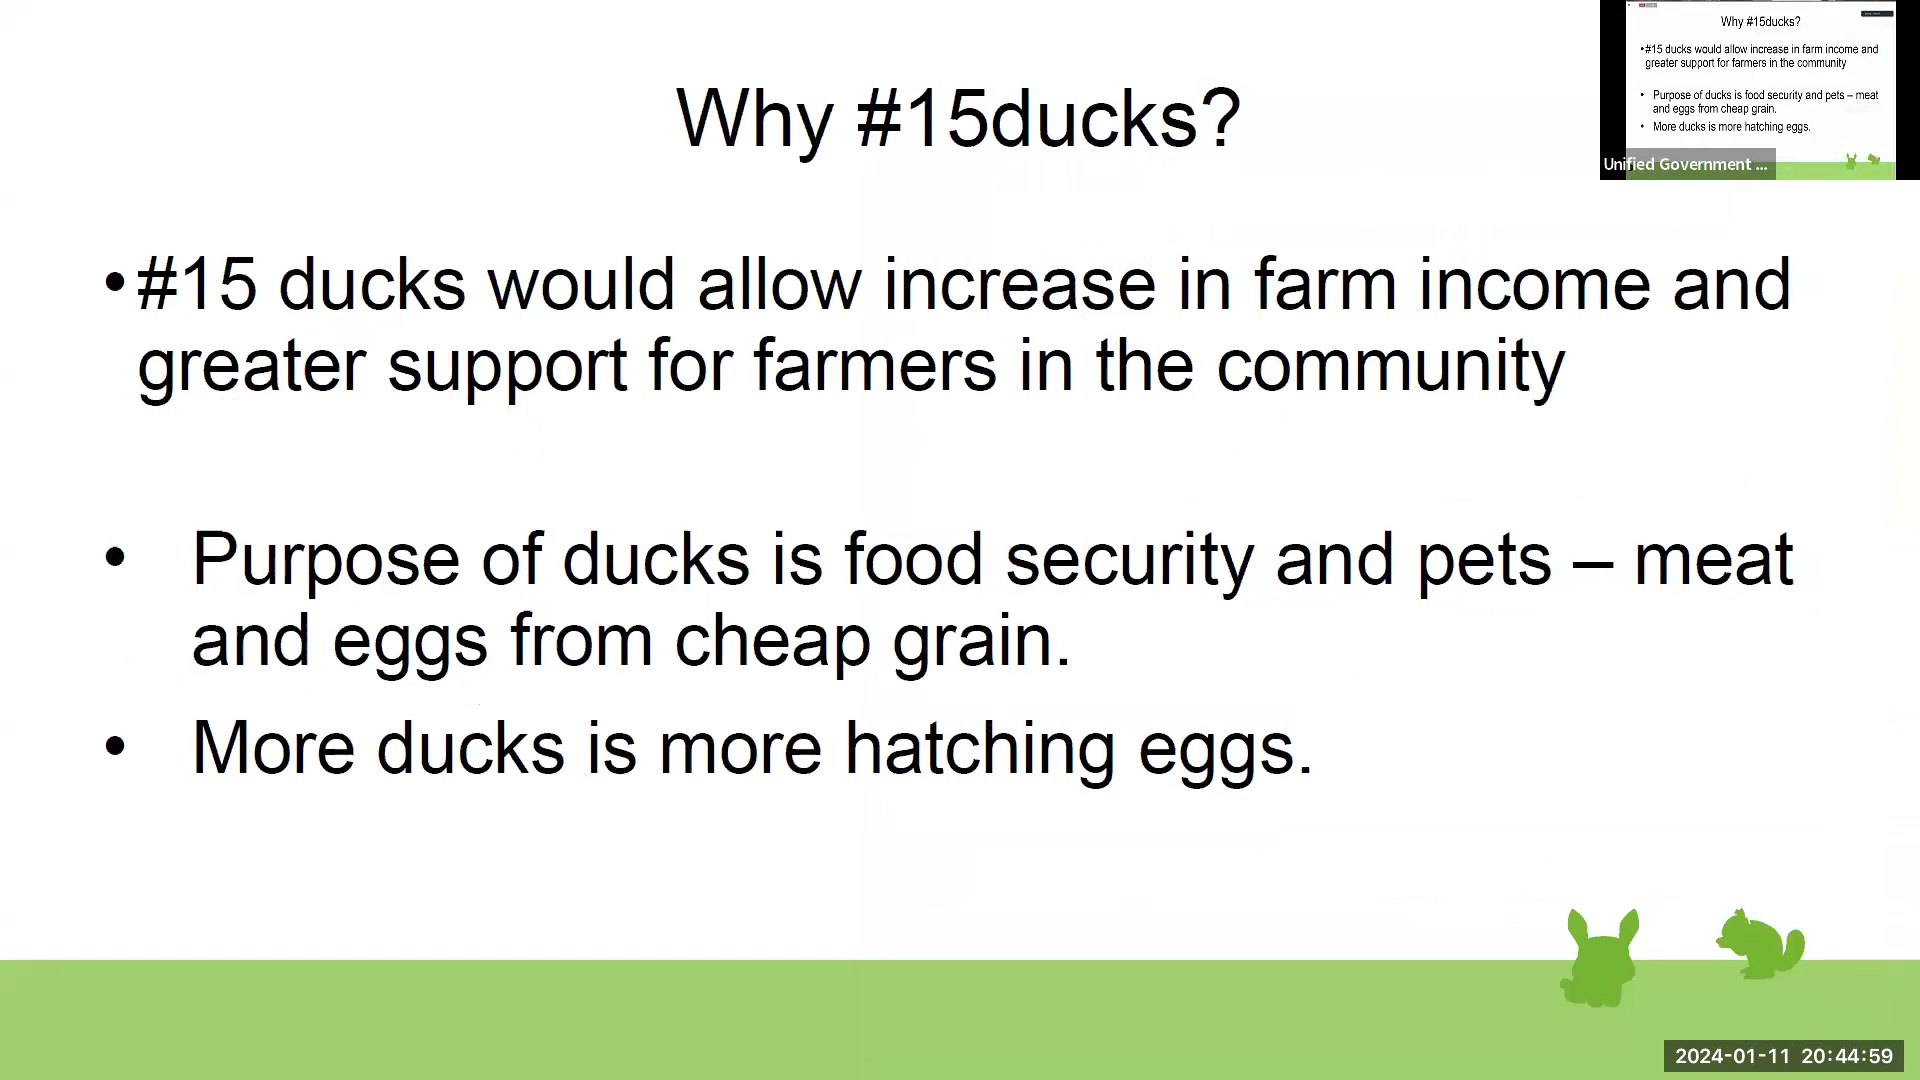 Why #15ducks?
•#15 ducks would allow increase in farm income and
greater support for farmers in the community
• Purpose of ducks is food security and pets – meat
and eggs from cheap grain.
• More ducks is more hatching eggs.
Why #15ducks?
•#15 ducks would allow increase in farm income and
greater support for farmers in the community
• Purpose of ducks is food security and pets – meat
and eggs from cheap grain.
• More ducks is more hatching eggs.
Unified Government ...
2024-01-11 20:44:59